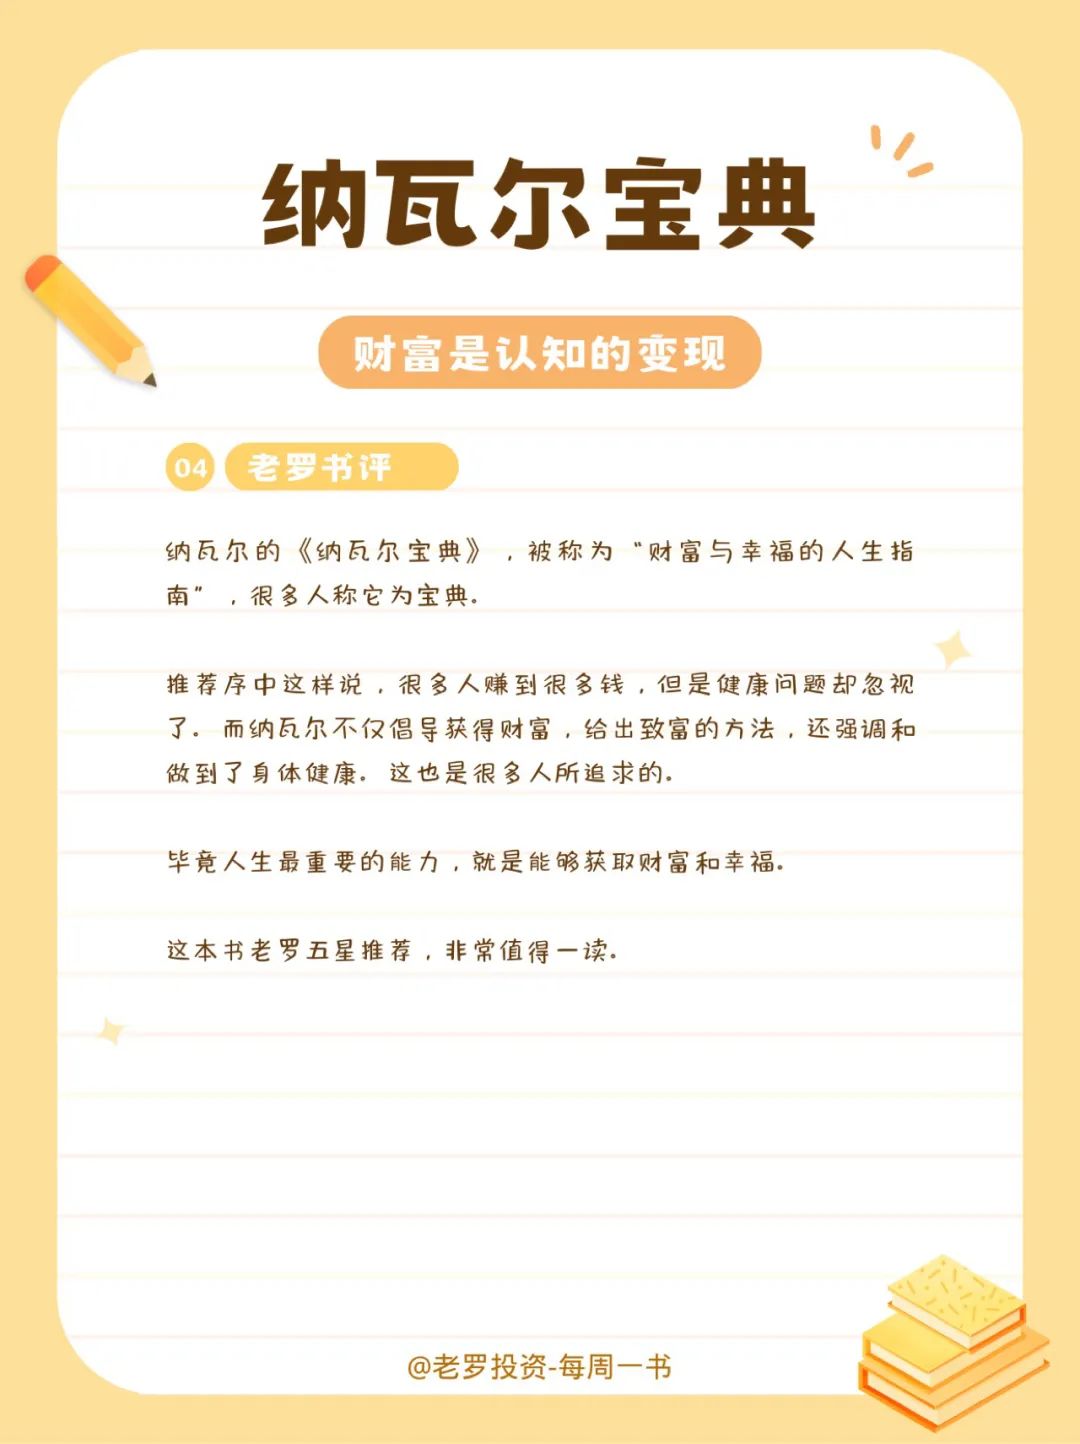 纳瓦尔宝典
财富是认知的变现
04 老罗书评
纳瓦尔的《纳瓦尔宝典》，被称为“财富与幸福的人生指
南”，很多人称它为宝典。
推荐序中这样说，很多人赚到很多钱，但是健康问题却忽视
了。而纳瓦尔不仅倡导获得财富，给出致富的方法，还强调和
做到了身体健康。这也是很多人所追求的。
毕竟人生最重要的能力，就是能够获取财富和幸福。
这本书老罗五星推荐，非常值得一读。
@老罗投资-每周一书